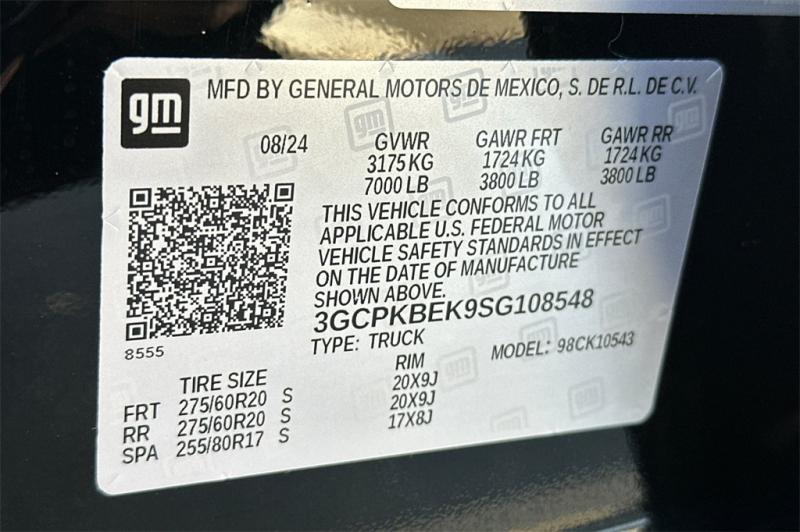 gm MFD BY GENERAL MOTORS DE MEXICO, S. DE R.L. DE C.V.
08/24 GVWR GAWR FRT GAWR RR
3175 KG 1724 KG 1724 KG
7000 LB 3800 LB 3800 LB
THIS VEHICLE CONFORMS TO ALL
APPLICABLE U.S. FEDERAL MOTOR
VEHICLE SAFETY STANDARDS IN EFFECT
ON THE DATE OF MANUFACTURE
SHOWN ABOVE.
3GCPKBEK9SG108548
8555
TYPE: TRUCK MODEL: 98CK10543
TIRE SIZE RIM
FRT 275/60R20 S 20X9J
RR 275/60R20 S 20X9J
SPA 255/80R17 S 17X8J